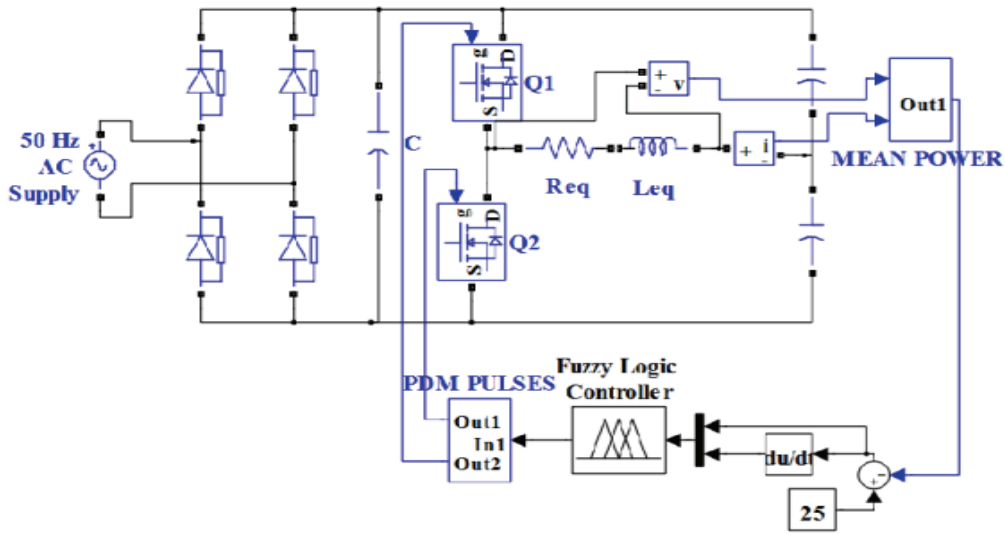 50 Hz
AC
Supply
+
C
g
D
S
Q1
g
D
S
Q2
+
-
v
Req
Leq
+
i
-
Out1
MEAN POWER
PDM PULSES
Out1
In1
Out2
Fuzzy Logic
Controller
du/dt
+
-
25